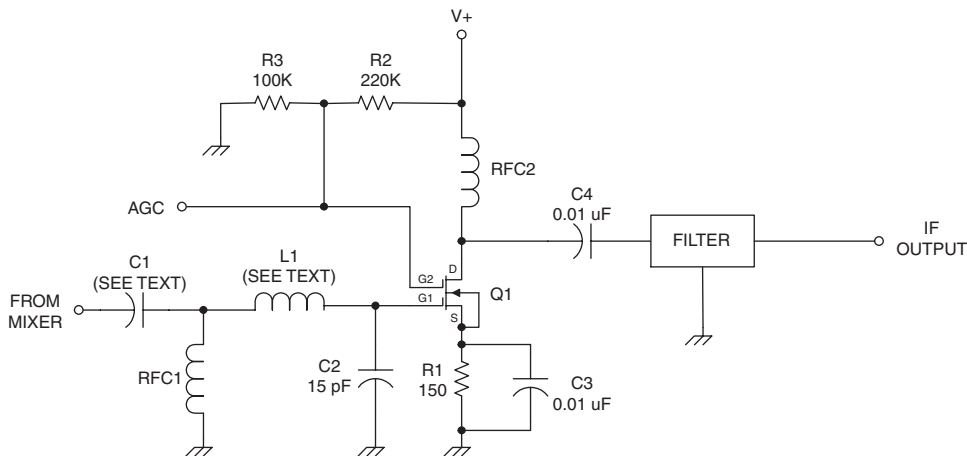 V+
R3
100K
R2
220K
RFC2
AGC
C4
0.01 uF
FILTER
IF
OUTPUT
C1
(SEE TEXT)
L1
(SEE TEXT)
D
G2
G1
S
Q1
FROM
MIXER
RFC1
C2
15 pF
R1
150
C3
0.01 uF